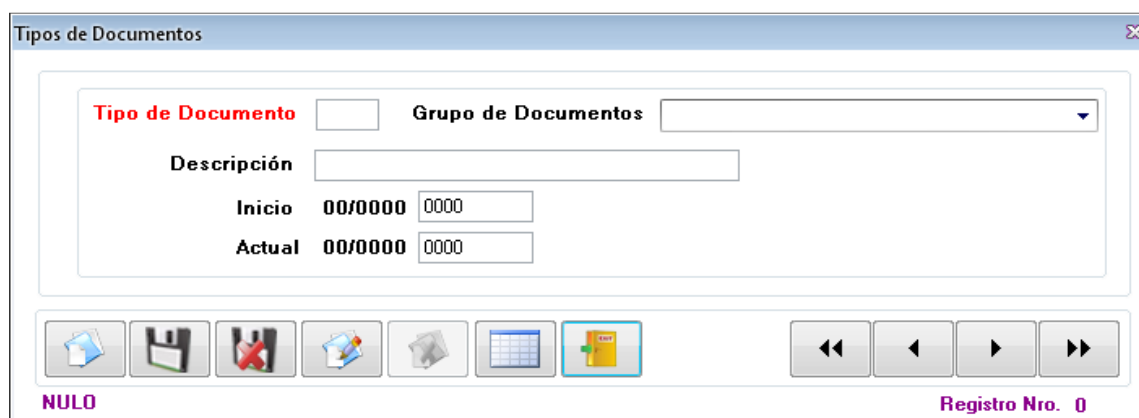 Tipos de Documentos
Tipo de Documento Grupo de Documentos
Descripción
Inicio 00/0000 0000
Actual 00/0000 0000
EXIT
NULO Registro Nro. 0